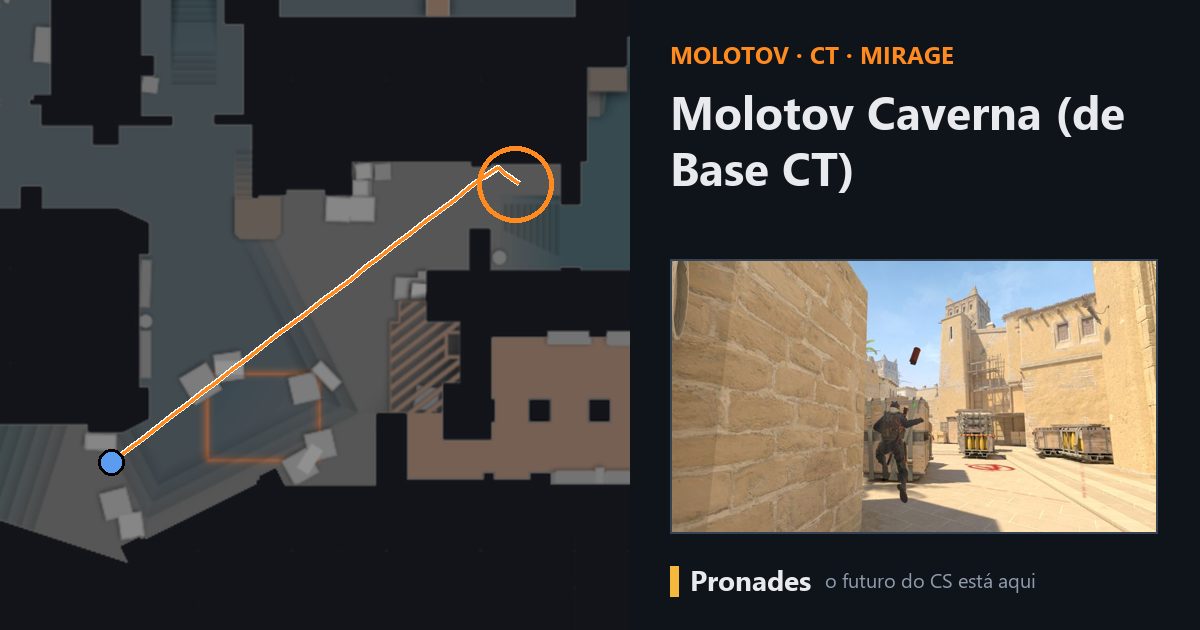 MOLOTOV · CT · MIRAGE
Molotov Caverna (de
Base CT)
Pronades o futuro do CS está aqui